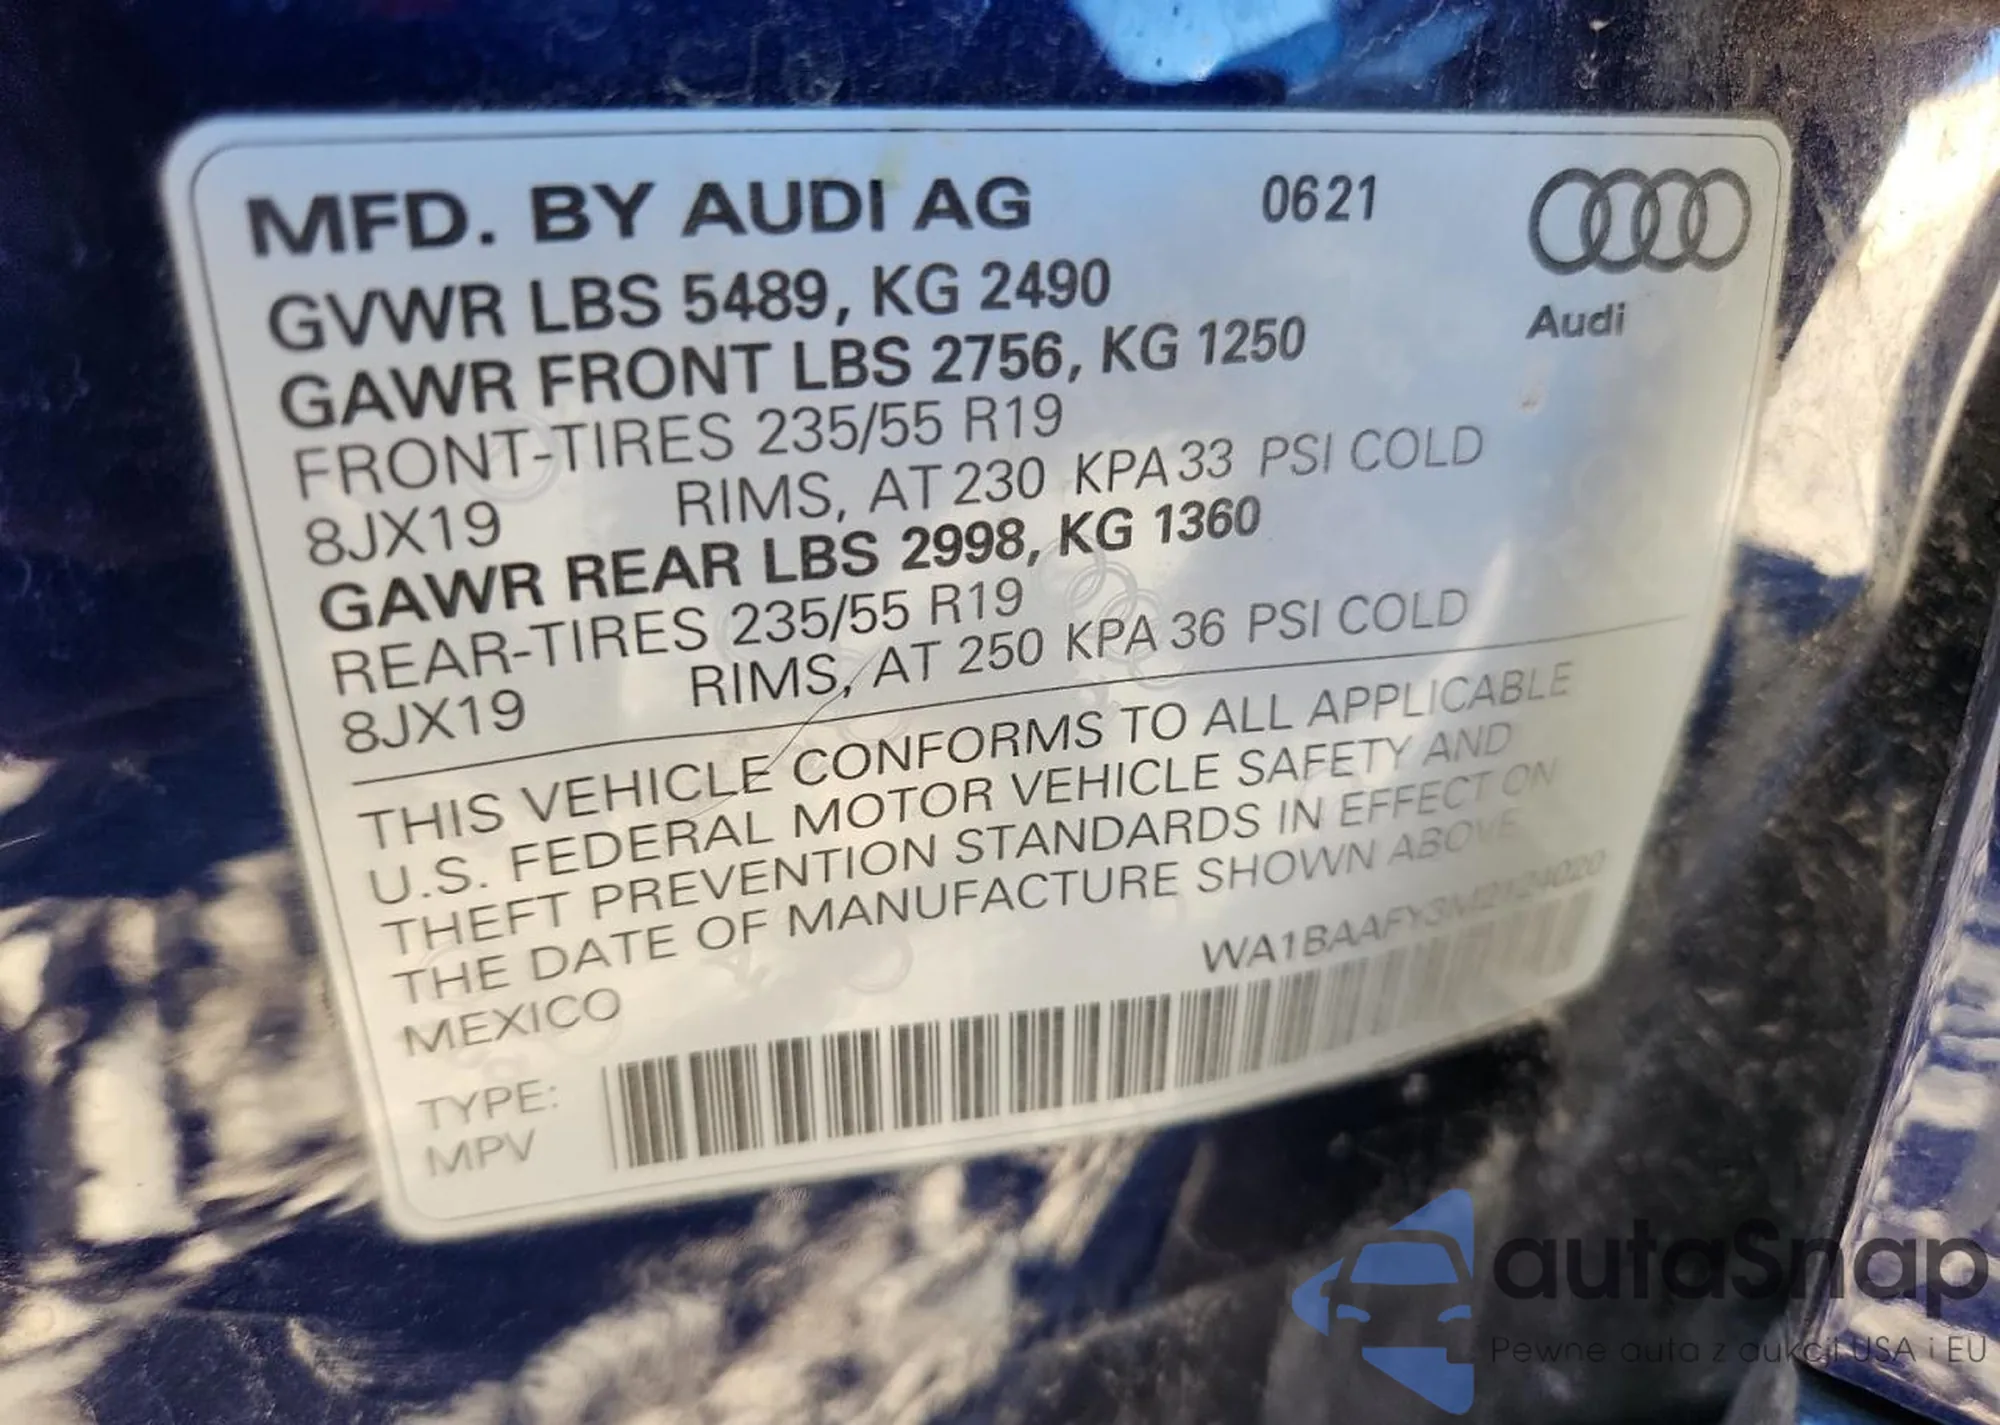 MFD. BY AUDI AG 0621
Audi
GVWR LBS 5489, KG 2490
GAWR FRONT LBS 2756, KG 1250
FRONT-TIRES 235/55 R19
8JX19 RIMS, AT 230 KPA 33 PSI COLD
GAWR REAR LBS 2998, KG 1360
REAR-TIRES 235/55 R19
8JX19 RIMS, AT 250 KPA 36 PSI COLD
THIS VEHICLE CONFORMS TO ALL APPLICABLE
U.S. FEDERAL MOTOR VEHICLE SAFETY AND
THEFT PREVENTION STANDARDS IN EFFECT ON
THE DATE OF MANUFACTURE SHOWN ABOVE
MEXICO
WA1BAAFY3M2124020
TYPE:
MPV
autaSnap
Pewne auta z aukcji USA i EU